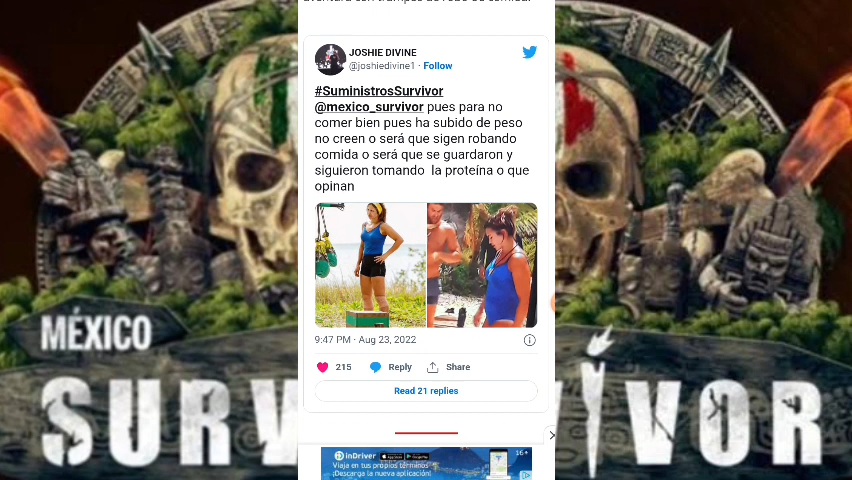 JOSHIE DIVINE
@joshiedivine1 · Follow
#SuministrosSurvivor
@mexico_survivor pues para no
comer bien pues ha subido de peso
no creen o será que sigen robando
comida o será que se guardaron y
siguieron tomando la proteína o que
opinan
9:47 PM · Aug 23, 2022
215 Reply Share
Read 21 replies
inDriver
16+
Viaja en tus propios términos
¡Descarga la nueva aplicación!
MÉXICO
SURV
IVOR